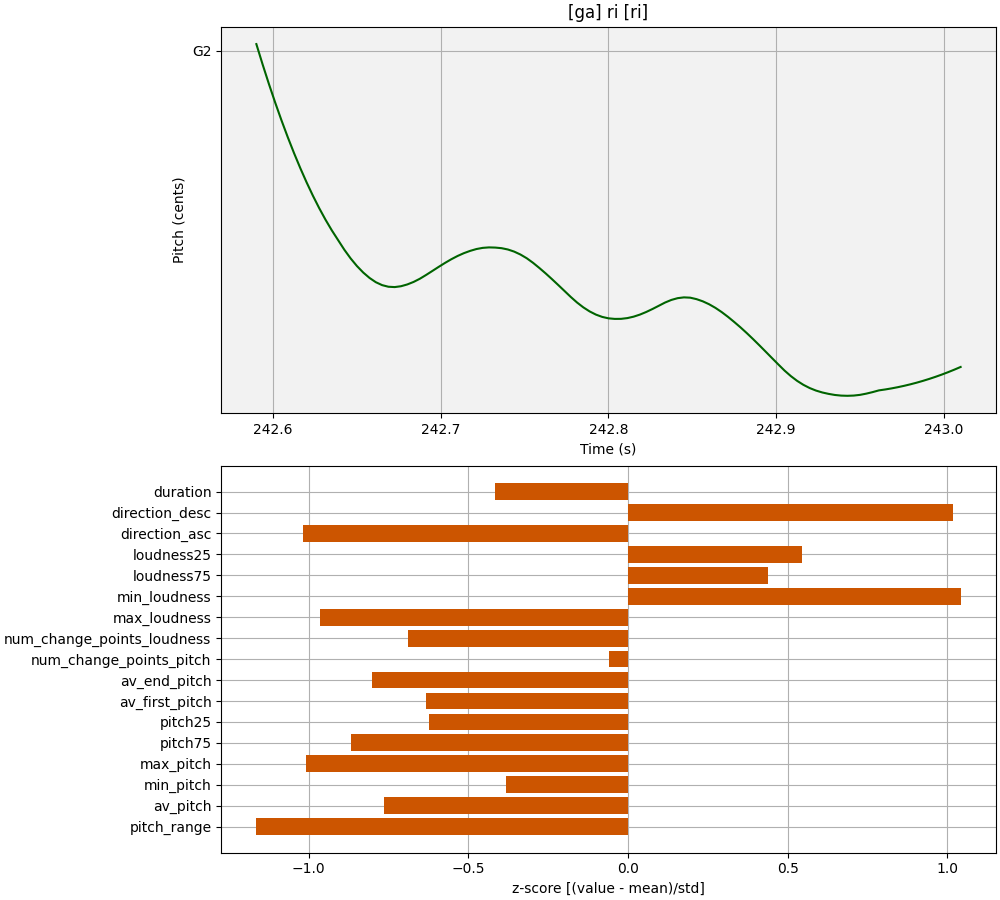 [ga] ri [ri]
G2
Pitch (cents)
242.6 242.7 242.8 242.9 243.0
Time (s)
duration
direction_desc
direction_asc
loudness25
loudness75
min_loudness
max_loudness
num_change_points_loudness
num_change_points_pitch
av_end_pitch
av_first_pitch
pitch25
pitch75
max_pitch
min_pitch
av_pitch
pitch_range
−1.0 −0.5 0.0 0.5 1.0
z-score [(value - mean)/std]